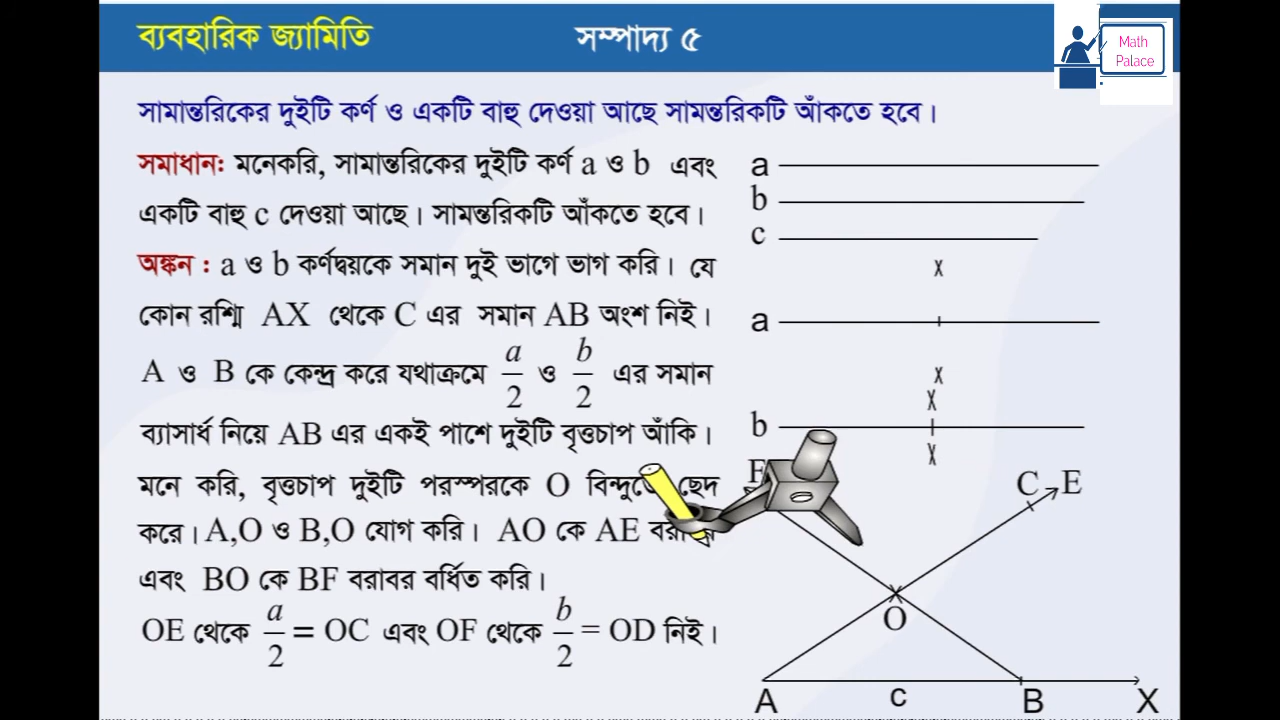 ব্যবহারিক জ্যামিতি
সম্পাদ্য ৫
Math
Palace
সামান্তরিকের দুইটি কর্ণ ও একটি বাহু দেওয়া আছে সামন্তরিকটি আঁকতে হবে।
সমাধান: মনেকরি, সামান্তরিকের দুইটি কর্ণ a ও b এবং
একটি বাহু c দেওয়া আছে। সামন্তরিকটি আঁকতে হবে।
অঙ্কন : a ও b কর্ণদ্বয়কে সমান দুই ভাগে ভাগ করি। যে
কোন রশ্মি AX থেকে C এর সমান AB অংশ নিই।
A ও B কে কেন্দ্র করে যথাক্রমে a/2 ও b/2 এর সমান
ব্যাসার্ধ নিয়ে AB এর একই পাশে দুইটি বৃত্তচাপ আঁকি।
মনে করি, বৃত্তচাপ দুইটি পরস্পরকে O বিন্দুতে ছেদ
করে। A,O ও B,O যোগ করি। AO কে AE
এবং BO কে BF বরাবর বর্ধিত করি।
OE থেকে a/2 = OC এবং OF থেকে b/2 = OD নিই।
a
b
c
a
b
F
C E
O
A c B X